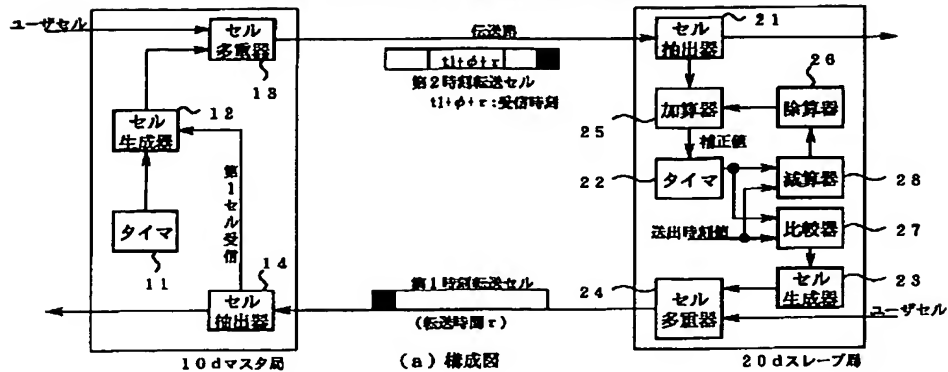 ユーザセル
セル
多重器
13
12
セル
生成器
第1セル受信
タイマ
11
14
セル
抽出器
10dマスタ局
伝送路
t1+φ+r
第2時刻転送セル
t1+φ+r:受信時刻
第1時刻転送セル
(転送時間r)
(a)構成図
セル
抽出器
21
26
加算器
除算器
25
補正値
22
タイマ
減算器
28
送出時刻値
比較器
27
24
セル
多重器
セル
生成器
23
ユーザセル
20dスレーブ局